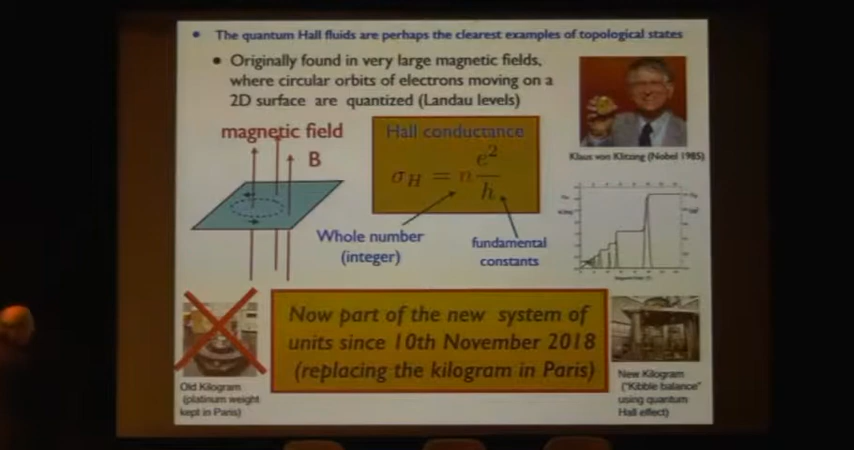 • The quantum Hall fluids are perhaps the clearest examples of topological states
• Originally found in very large magnetic fields,
where circular orbits of electrons moving on a
2D surface are quantized (Landau levels)
magnetic field
B
Hall conductance
σH = n e²/h
Whole number
(integer)
fundamental
constants
Klaus von Klitzing (Nobel 1985)
Old Kilogram
(platinum weight
kept in Paris)
Now part of the new system of
units since 10th November 2018
(replacing the kilogram in Paris)
New Kilogram
("Kibble balance"
using quantum
Hall effect)